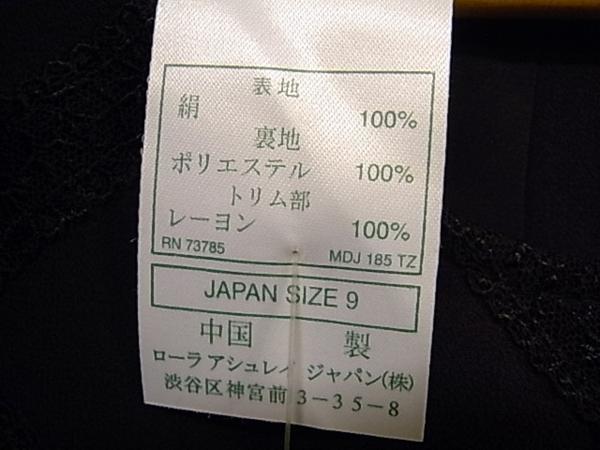 表地
絹 100%
裏地
ポリエステル 100%
トリム部
レーヨン 100%
RN 73785 MDJ 185 TZ
JAPAN SIZE 9
中国 製
ローラ アシュレイ ジャパン(株)
渋谷区神宮前 3-35-8